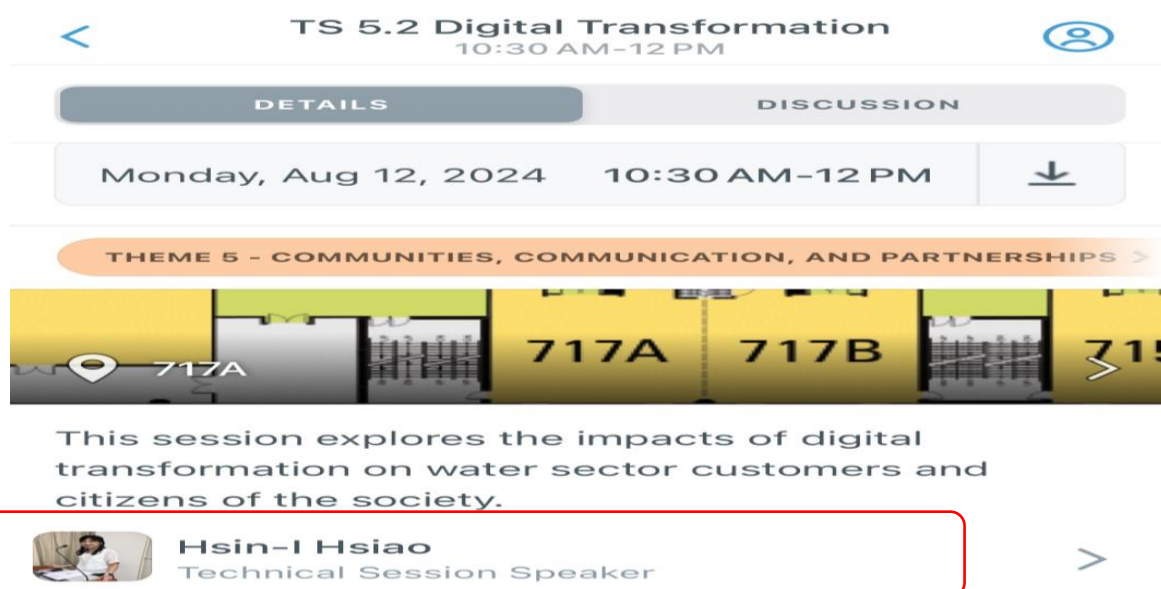 TS 5.2 Digital Transformation
10:30 AM-12 PM
DETAILS
DISCUSSION
Monday, Aug 12, 2024 10:30 AM-12 PM
THEME 5 - COMMUNITIES, COMMUNICATION, AND PARTNERSHIPS
717A 717B
717A
This session explores the impacts of digital
transformation on water sector customers and
citizens of the society.
Hsin-I Hsiao
Technical Session Speaker